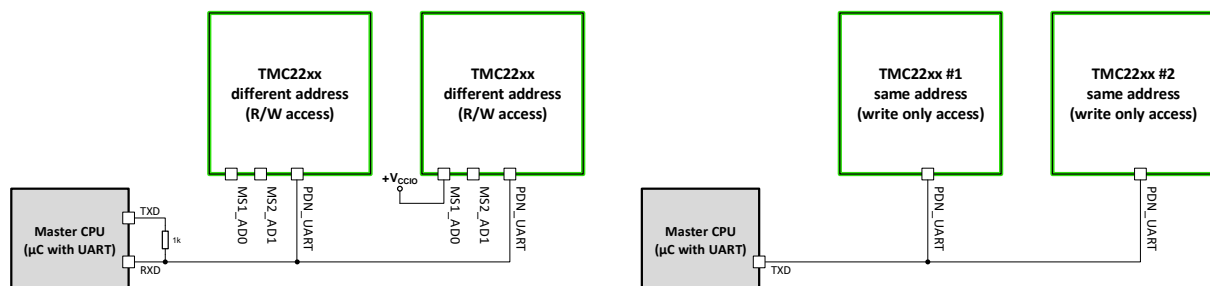 TMC22xx
different address
(R/W access)
TMC22xx
different address
(R/W access)
+VCCIO
MS1_AD0
MS2_AD1
PDN_UART
MS1_AD0
MS2_AD1
PDN_UART
Master CPU
(µC with UART)
TXD
1k
RXD
TMC22xx #1
same address
(write only access)
TMC22xx #2
same address
(write only access)
PDN_UART
PDN_UART
Master CPU
(µC with UART)
TXD